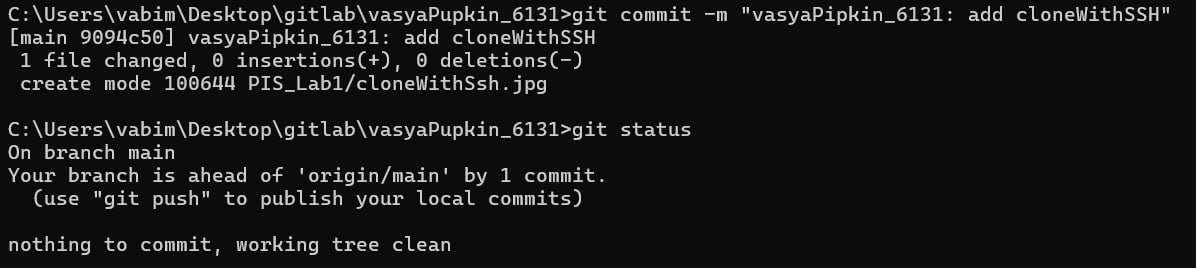 C:\Users\vabim\Desktop\gitlab\vasyaPupkin_6131>git commit -m "vasyaPipkin_6131: add cloneWithSSH"
[main 9094c50] vasyaPipkin_6131: add cloneWithSSH
 1 file changed, 0 insertions(+), 0 deletions(-)
 create mode 100644 PIS_Lab1/cloneWithSsh.jpg
C:\Users\vabim\Desktop\gitlab\vasyaPupkin_6131>git status
On branch main
Your branch is ahead of 'origin/main' by 1 commit.
  (use "git push" to publish your local commits)
nothing to commit, working tree clean